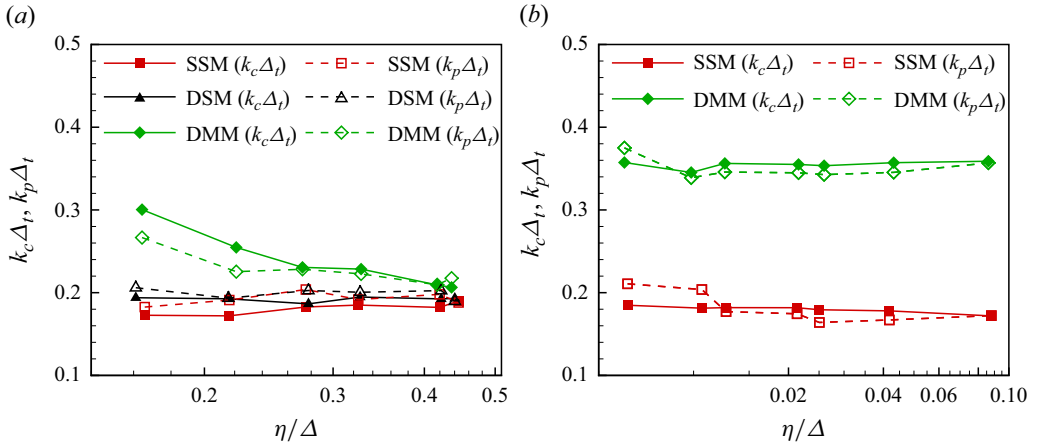 (a)
0.5
0.4
0.3
0.2
0.1
k_cΔ_t, k_pΔ_t
SSM (k_cΔ_t) SSM (k_pΔ_t)
DSM (k_cΔ_t) DSM (k_pΔ_t)
DMM (k_cΔ_t) DMM (k_pΔ_t)
0.2 0.3 0.4 0.5
η/Δ
(b)
0.5
0.4
0.3
0.2
0.1
k_cΔ_t, k_pΔ_t
SSM (k_cΔ_t) SSM (k_pΔ_t)
DMM (k_cΔ_t) DMM (k_pΔ_t)
0.02 0.04 0.06 0.10
η/Δ